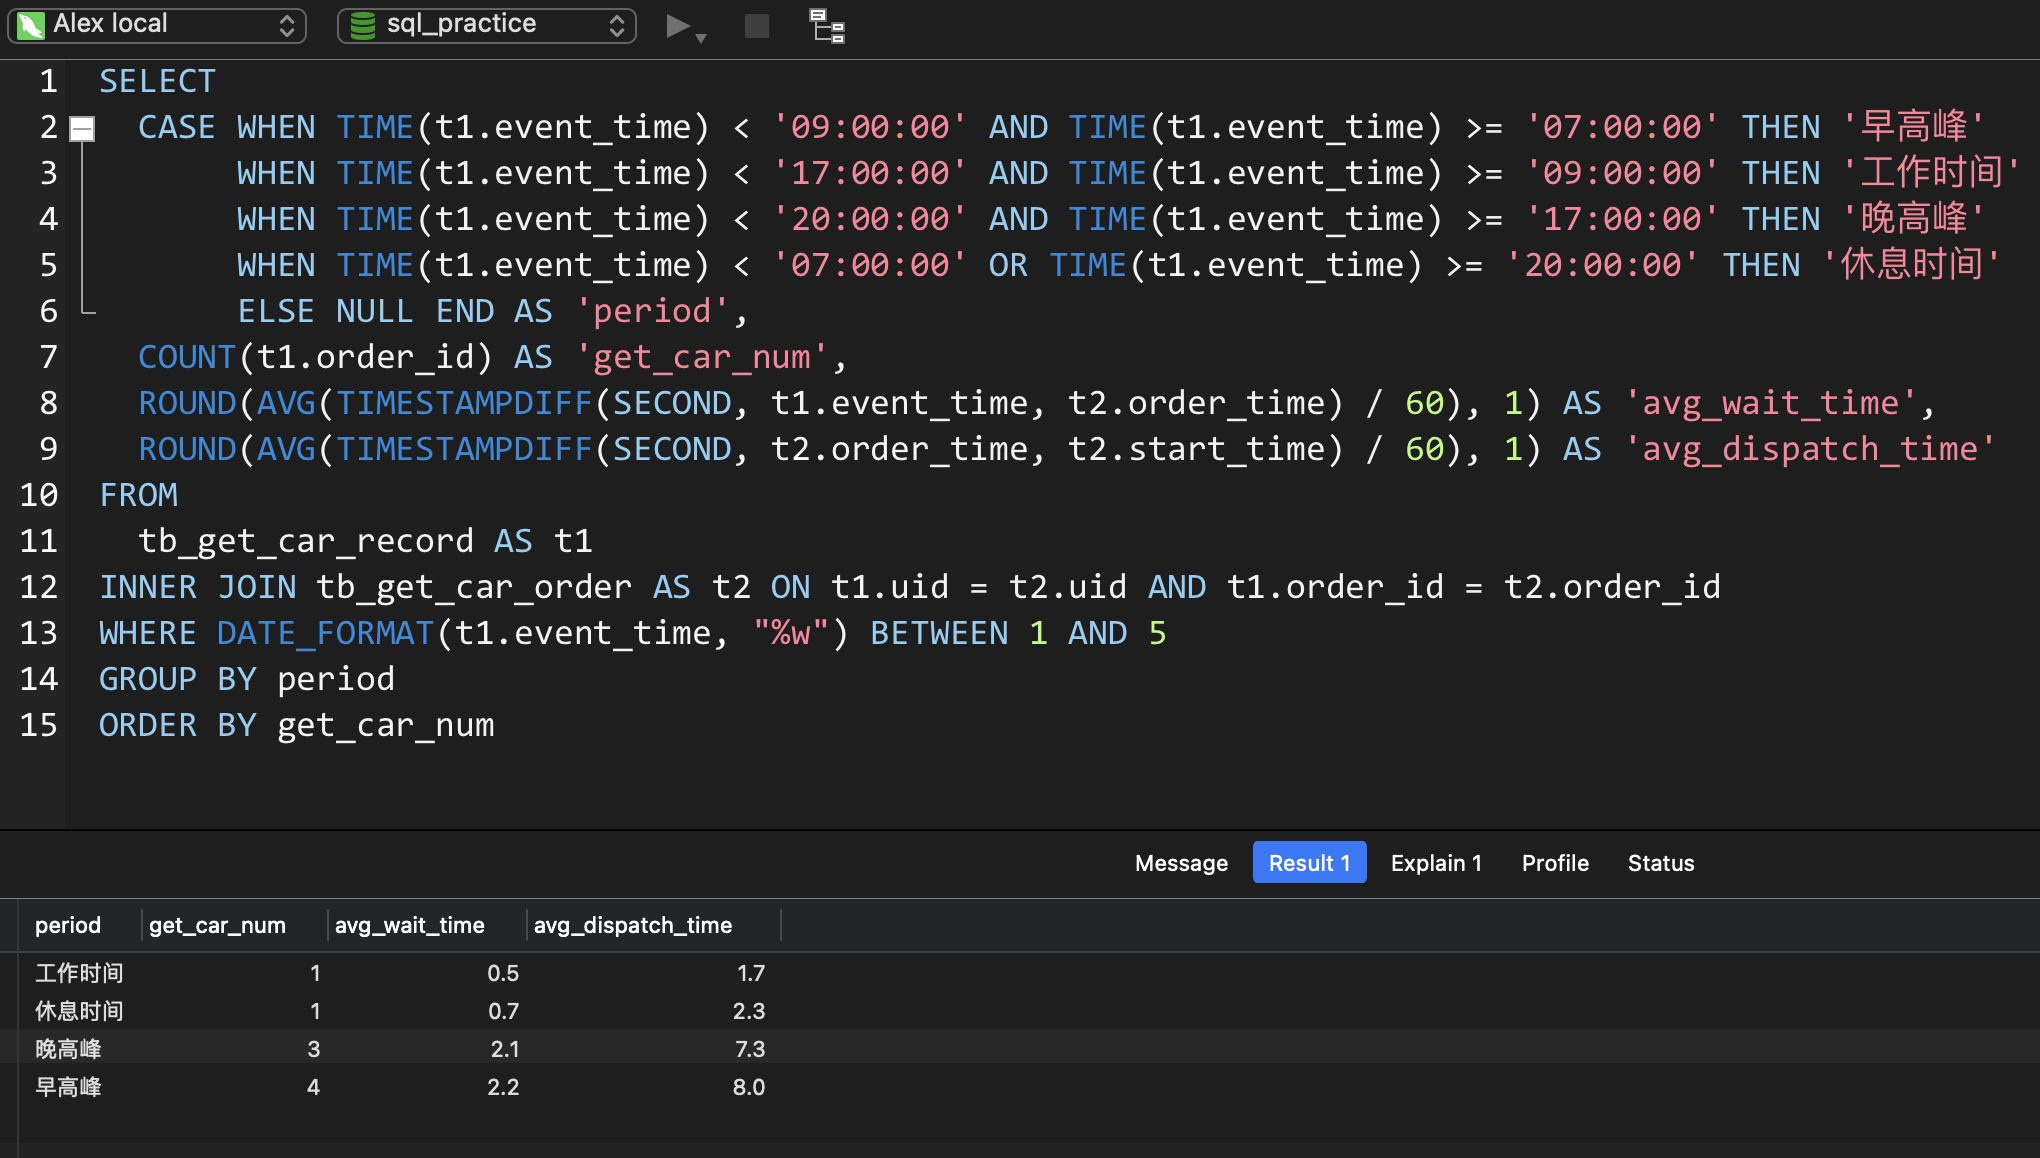 Alex local sql_practice
1 SELECT
2 CASE WHEN TIME(t1.event_time) < '09:00:00' AND TIME(t1.event_time) >= '07:00:00' THEN '早高峰'
3 WHEN TIME(t1.event_time) < '17:00:00' AND TIME(t1.event_time) >= '09:00:00' THEN '工作时间'
4 WHEN TIME(t1.event_time) < '20:00:00' AND TIME(t1.event_time) >= '17:00:00' THEN '晚高峰'
5 WHEN TIME(t1.event_time) < '07:00:00' OR TIME(t1.event_time) >= '20:00:00' THEN '休息时间'
6 ELSE NULL END AS 'period',
7 COUNT(t1.order_id) AS 'get_car_num',
8 ROUND(AVG(TIMESTAMPDIFF(SECOND, t1.event_time, t2.order_time) / 60), 1) AS 'avg_wait_time',
9 ROUND(AVG(TIMESTAMPDIFF(SECOND, t2.order_time, t2.start_time) / 60), 1) AS 'avg_dispatch_time'
10 FROM
11 tb_get_car_record AS t1
12 INNER JOIN tb_get_car_order AS t2 ON t1.uid = t2.uid AND t1.order_id = t2.order_id
13 WHERE DATE_FORMAT(t1.event_time, "%w") BETWEEN 1 AND 5
14 GROUP BY period
15 ORDER BY get_car_num
Message Result 1 Explain 1 Profile Status
period get_car_num avg_wait_time avg_dispatch_time
工作时间 1 0.5 1.7
休息时间 1 0.7 2.3
晚高峰 3 2.1 7.3
早高峰 4 2.2 8.0